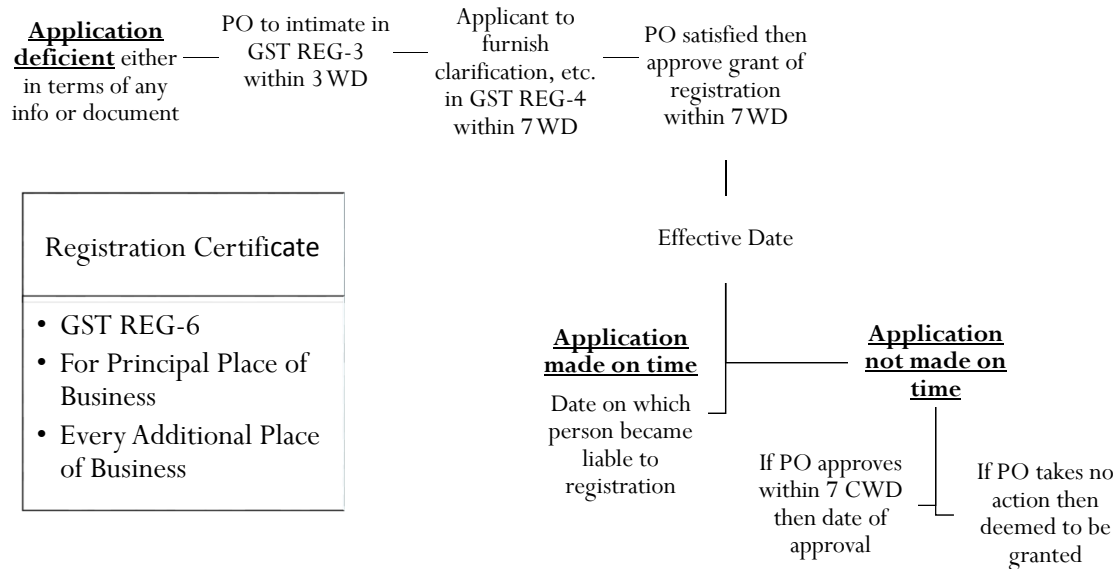 Application
deficient either
in terms of any
info or document
PO to intimate in
GST REG-3
within 3 WD
Applicant to
furnish
clarification, etc.
in GST REG-4
within 7 WD
PO satisfied then
approve grant of
registration
within 7 WD
Registration Certificate
• GST REG-6
• For Principal Place of
Business
• Every Additional Place
of Business
Effective Date
Application
made on time
Date on which
person became
liable to
registration
Application
not made on
time
If PO approves
within 7 CWD
then date of
approval
If PO takes no
action then
deemed to be
granted